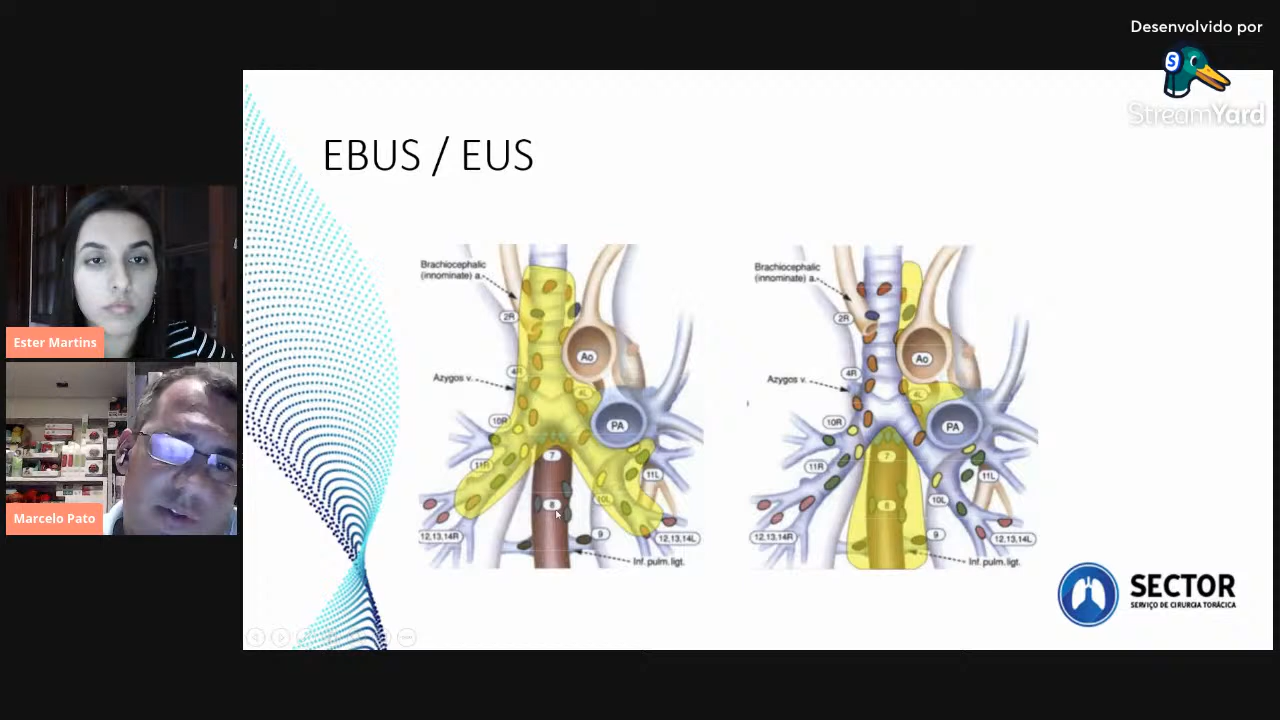 Desenvolvido por
StreamYard
EBUS / EUS
Ester Martins
Marcelo Pato
Brachiocephalic
(innominate) a.
2R
Ao
4R
4L
Azygos v.
PA
10R
7
11R
11L
10L
8
9
12,13,14R
12,13,14L
Inf. pulm. ligt.
Brachiocephalic
(innominate) a.
2R
Ao
4R
4L
Azygos v.
PA
10R
7
11R
11L
10L
8
9
12,13,14R
12,13,14L
Inf. pulm. ligt.
SECTOR
SERVIÇO DE CIRURGIA TORÁCICA